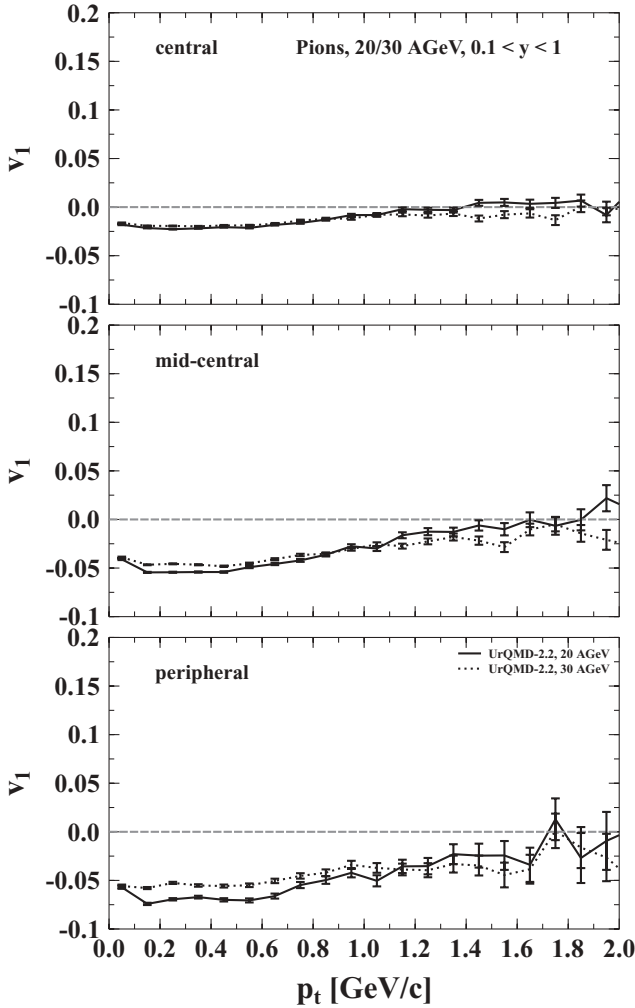 0.2
central Pions, 20/30 AGeV, 0.1 < y < 1
0.15
0.1
v1
0.05
0.0
-0.05
-0.1
0.2
mid-central
0.15
0.1
v1
0.05
0.0
-0.05
-0.1
0.2
UrQMD-2.2, 20 AGeV
peripheral UrQMD-2.2, 30 AGeV
0.15
0.1
v1
0.05
0.0
-0.05
-0.1
0.0 0.2 0.4 0.6 0.8 1.0 1.2 1.4 1.6 1.8 2.0
pt [GeV/c]